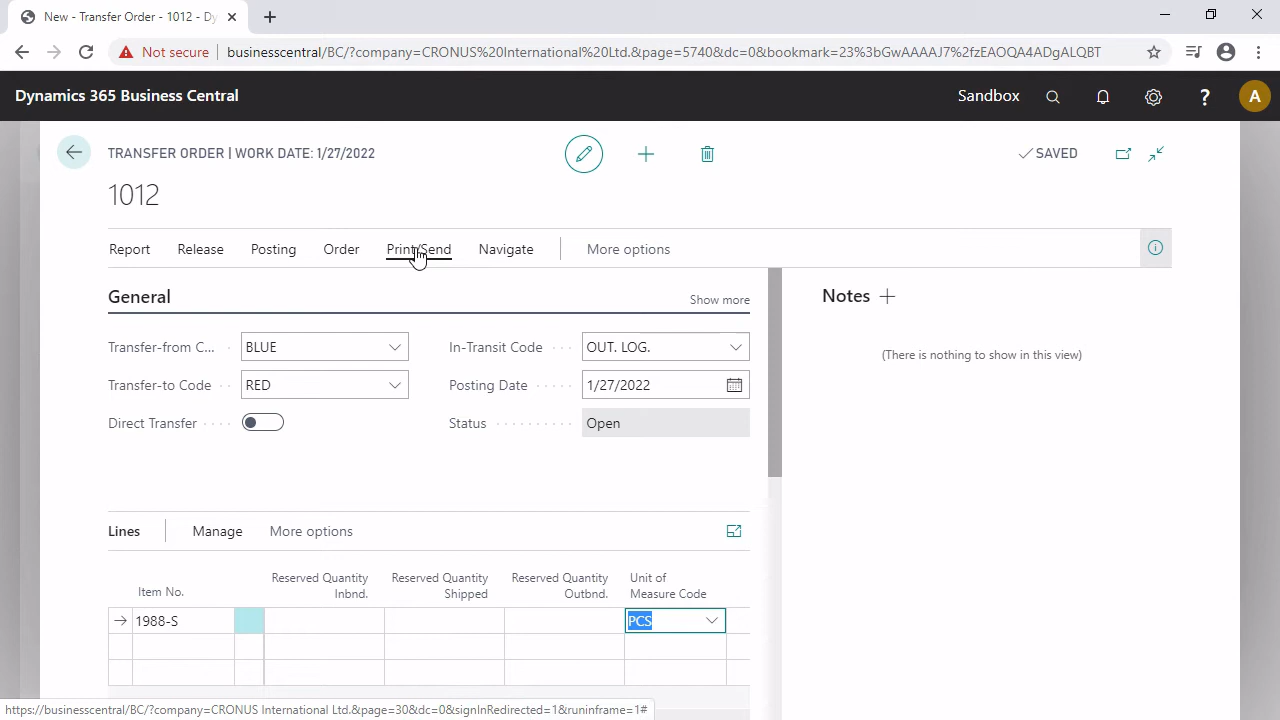 New - Transfer Order - 1012 - Dy
Not secure
businesscentral/BC/?company=CRONUS%20International%20Ltd.&page=5740&dc=0&bookmark=23%3bGwAAAAJ7%2fzEAOQA4ADgALQBT
Dynamics 365 Business Central
Sandbox
?
A
TRANSFER ORDER | WORK DATE: 1/27/2022
SAVED
1012
Report
Release
Posting
Order
Print/Send
Navigate
More options
General
Show more
Notes
Transfer-from C...
BLUE
In-Transit Code
OUT. LOG.
(There is nothing to show in this view)
Transfer-to Code
RED
Posting Date
1/27/2022
Direct Transfer
Status
Open
Lines
Manage
More options
Item No.
Reserved Quantity Inbnd.
Reserved Quantity Shipped
Reserved Quantity Outbnd.
Unit of Measure Code
1988-S
PCS
https://businesscentral/BC/?company=CRONUS International Ltd.&page=30&dc=0&signInRedirected=1&runinframe=1#